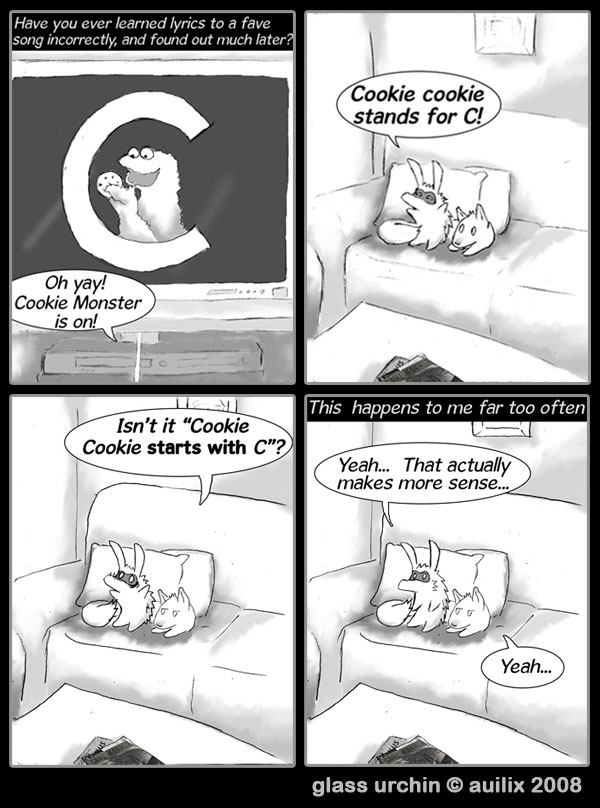 Have you ever learned lyrics to a fave
song incorrectly, and found out much later?
Oh yay!
Cookie Monster
is on!
Cookie cookie
stands for C!
Isn't it "Cookie
Cookie starts with C"?
This happens to me far too often
Yeah... That actually
makes more sense...
Yeah...
glass urchin © auilix 2008